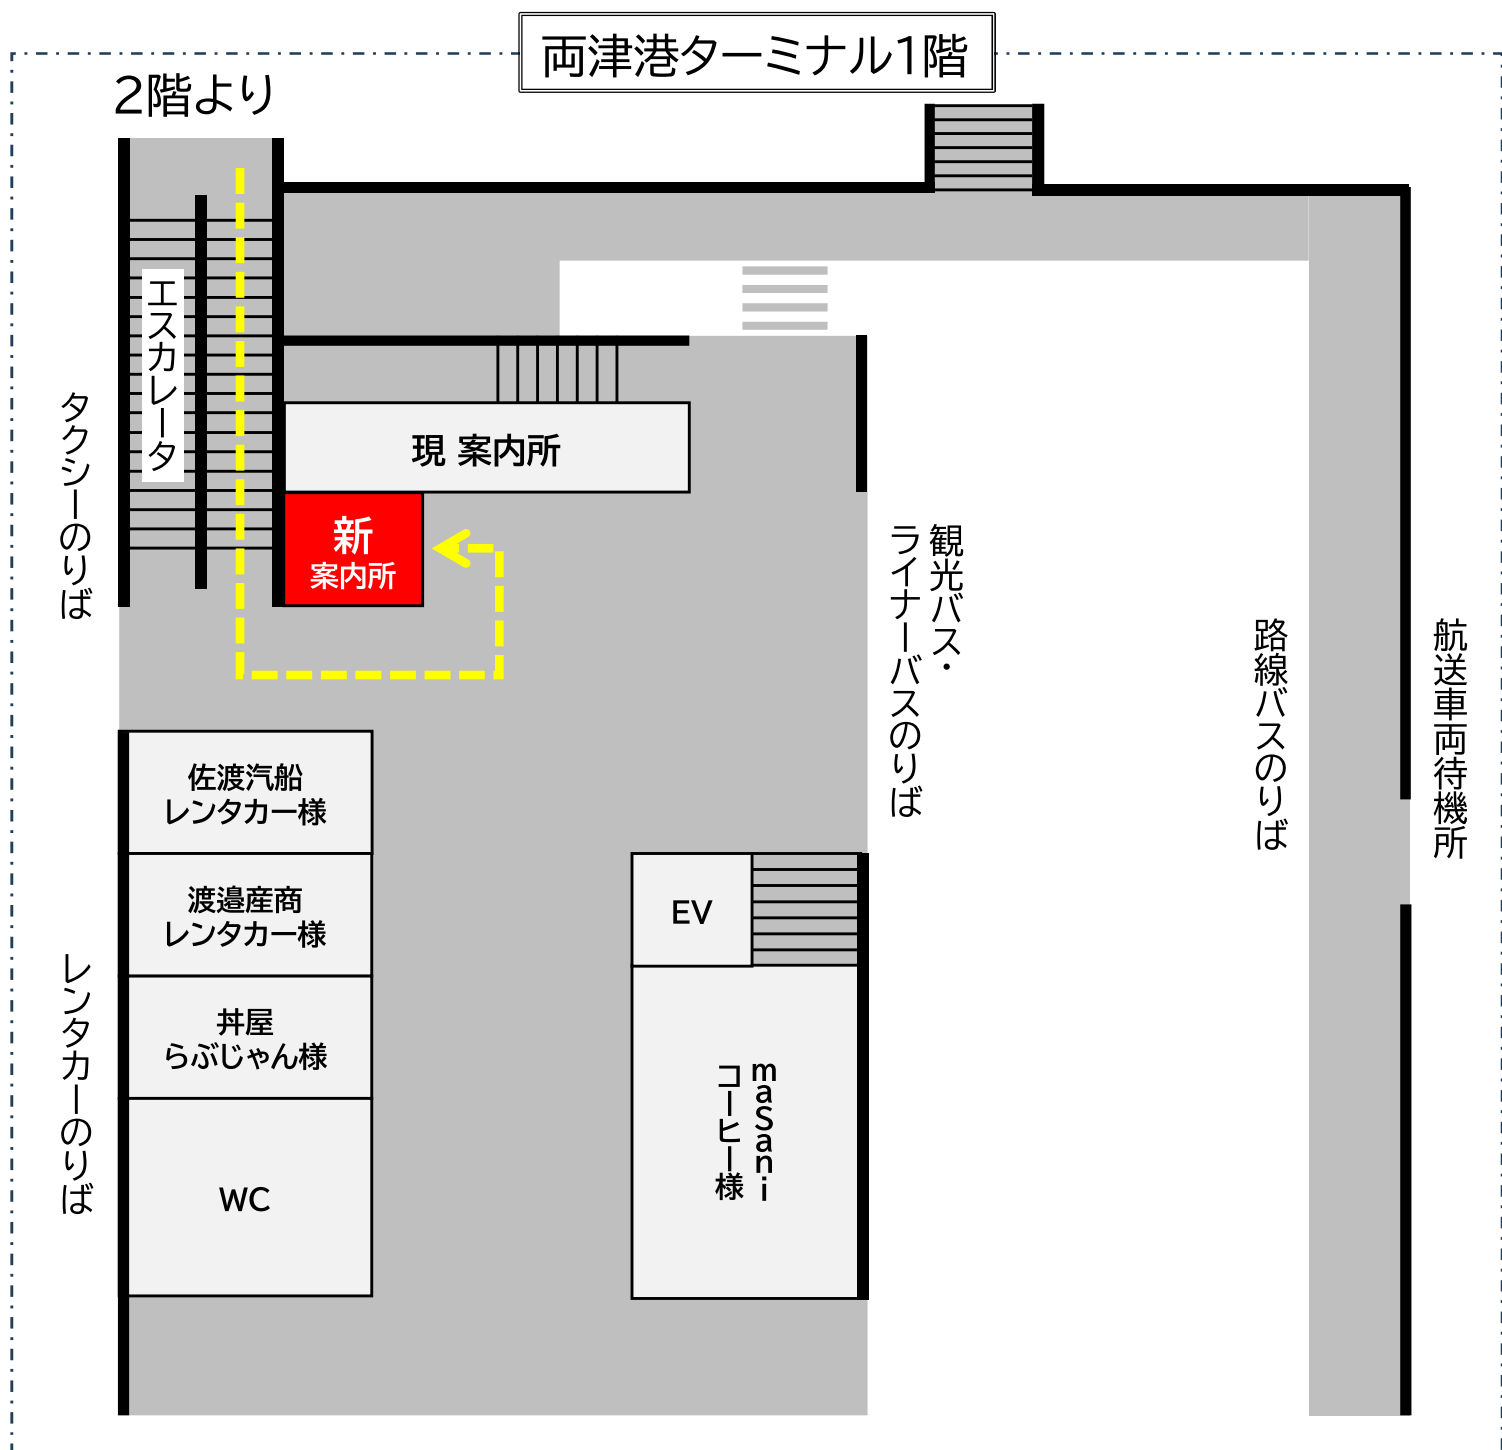 両津港ターミナル1階
2階より
エスカレータ
タクシーのりば
現 案内所
新
案内所
観光バス・
ライナーバスのりば
路線バスのりば
航送車両待機所
佐渡汽船
レンタカー様
渡邉産商
レンタカー様
丼屋
らぶじゃん様
WC
レンタカーのりば
EV
maSani
コーヒー様